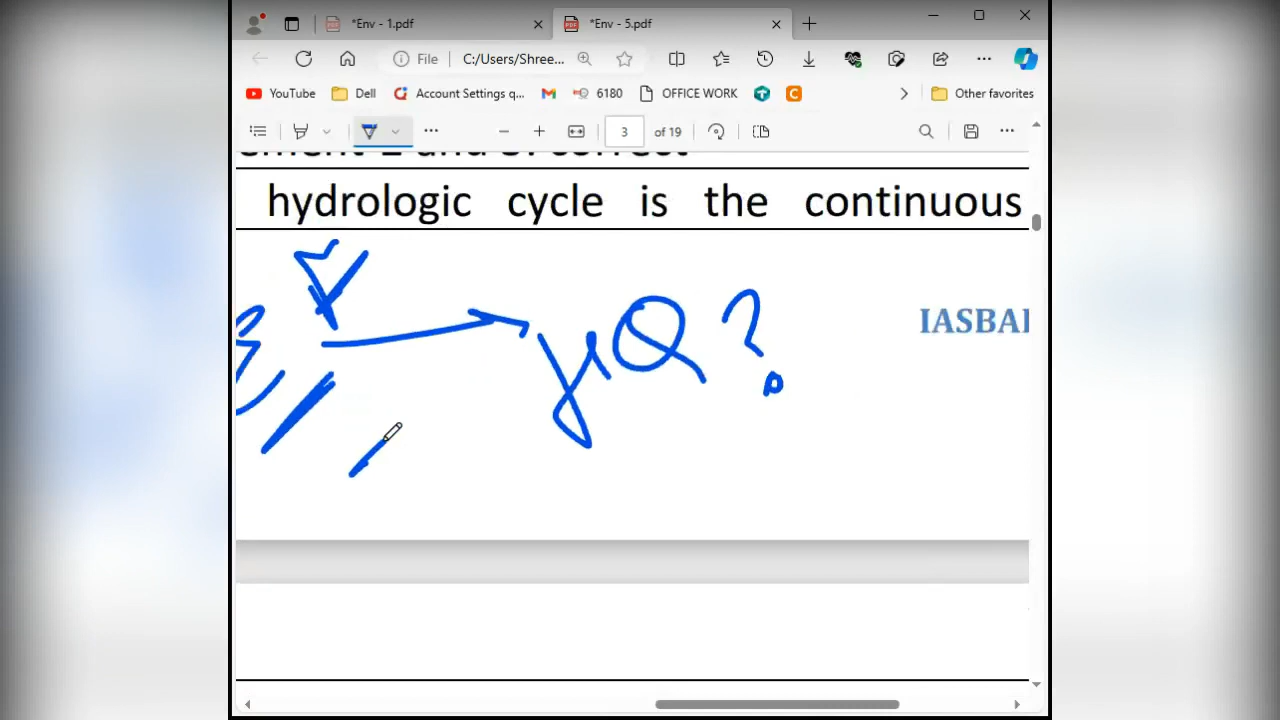 *Env - 1.pdf *Env - 5.pdf
File C:/Users/Shree...
YouTube Dell Account Settings q... 6180 OFFICE WORK Other favorites
3 of 19
hydrologic cycle is the continuous
Q ?
IASBA